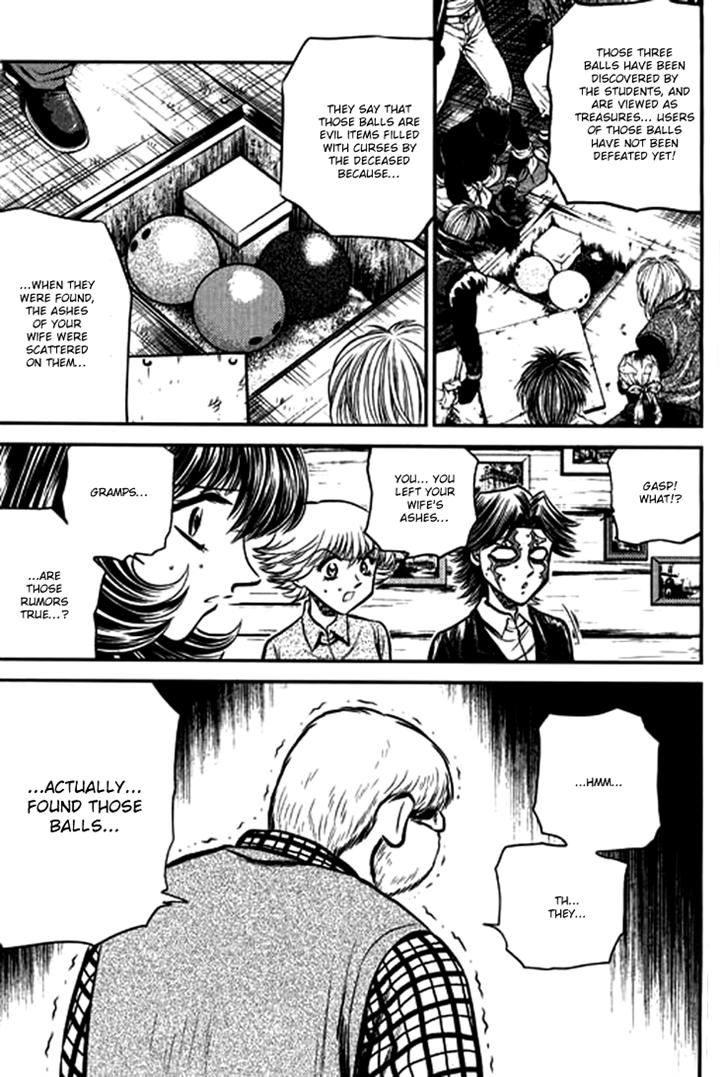 THOSE THREE
BALLS HAVE BEEN
DISCOVERED BY
THE STUDENTS, AND
ARE VIEWED AS
TREASURES... USERS
OF THOSE BALLS
HAVE NOT BEEN
DEFEATED YET!
THEY SAY THAT
THOSE BALLS ARE
EVIL ITEMS FILLED
WITH CURSES BY
THE DECEASED
BECAUSE...
...WHEN THEY
WERE FOUND,
THE ASHES
OF YOUR
WIFE WERE
SCATTERED
ON THEM...
GASP!
WHAT!?
YOU... YOU
LEFT YOUR
WIFE'S
ASHES...
GRAMPS...
...ARE
THOSE
RUMORS
TRUE...?
...HMM...
TH...
THEY...
...ACTUALLY...
FOUND THOSE
BALLS...